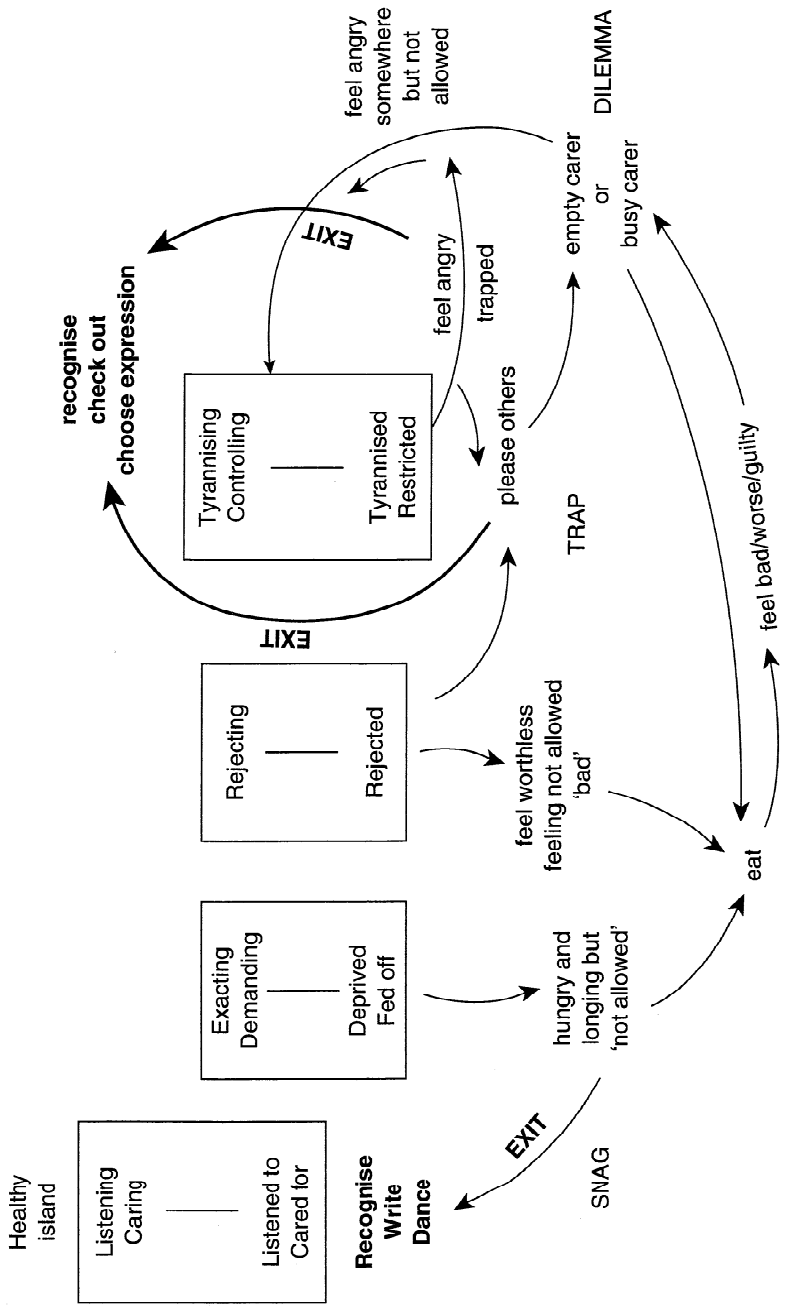 Healthy
island
Listening
Caring
Listened to
Cared for
Recognise
Write
Dance
EXIT
SNAG
Exacting
Demanding
Deprived
Fed off
hungry and
longing but
‘not allowed’
Rejecting
Rejected
feel worthless
feeling not allowed
‘bad’
eat
EXIT
recognise
check out
choose expression
Tyrannising
Controlling
Tyrannised
Restricted
please others
TRAP
EXIT
feel angry
trapped
feel angry
somewhere
but not
allowed
empty carer
or
busy carer
DILEMMA
feel bad/worse/guilty